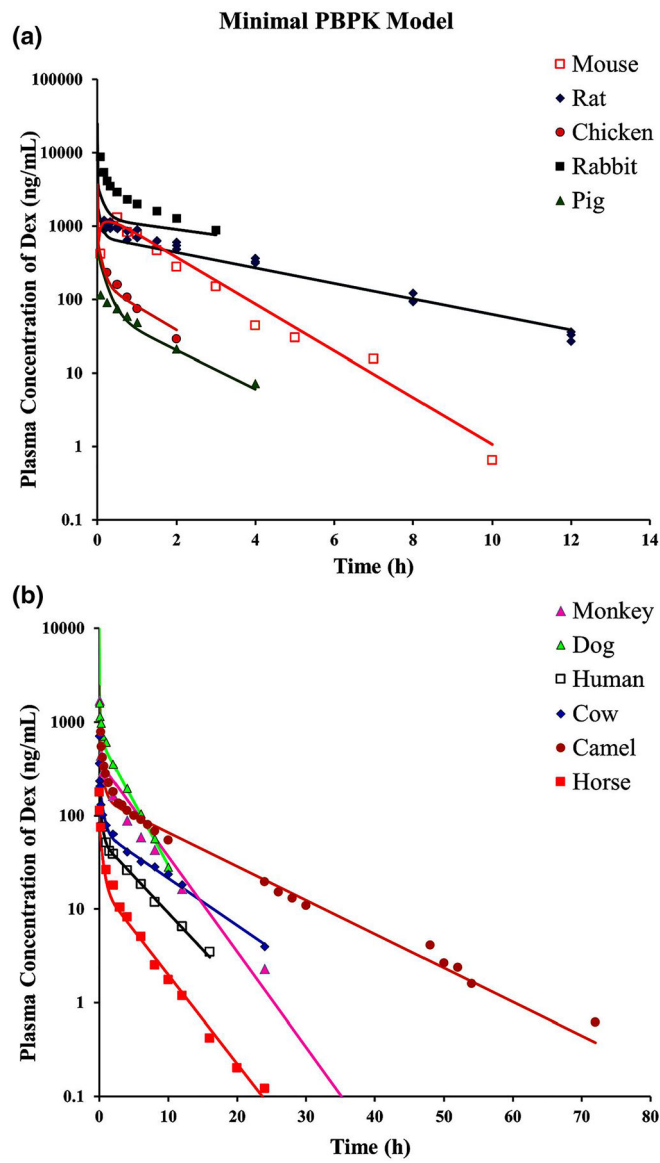 Minimal PBPK Model
(a)
Plasma Concentration of Dex (ng/mL)
100000
10000
1000
100
10
1
0.1
Mouse
Rat
Chicken
Rabbit
Pig
0 2 4 6 8 10 12 14
Time (h)
(b)
Plasma Concentration of Dex (ng/mL)
10000
1000
100
10
1
0.1
Monkey
Dog
Human
Cow
Camel
Horse
0 10 20 30 40 50 60 70 80
Time (h)